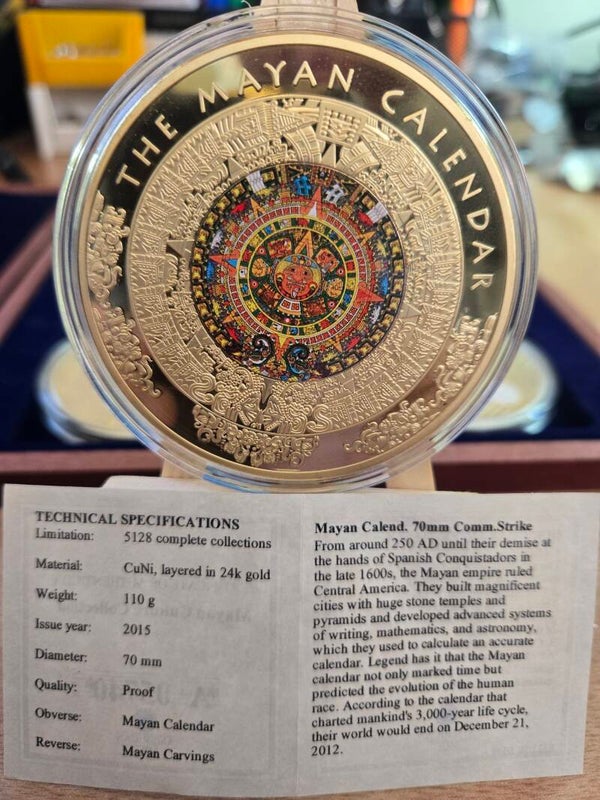 THE MAYAN CALENDAR
TECHNICAL SPECIFICATIONS
Limitation: 5128 complete collections
Material: CuNi, layered in 24k gold
Weight: 110 g
Issue year: 2015
Diameter: 70 mm
Quality: Proof
Obverse: Mayan Calendar
Reverse: Mayan Carvings
Mayan Calend. 70mm Comm.Strike
From around 250 AD until their demise at
the hands of Spanish Conquistadors in
the late 1600s, the Mayan empire ruled
Central America. They built magnificent
cities with huge stone temples and
pyramids and developed advanced systems
of writing, mathematics, and astronomy,
which they used to calculate an accurate
calendar. Legend has it that the Mayan
calendar not only marked time but
predicted the evolution of the human
race. According to the calendar that
charted mankind's 3,000-year life cycle,
their world would end on December 21,
2012.